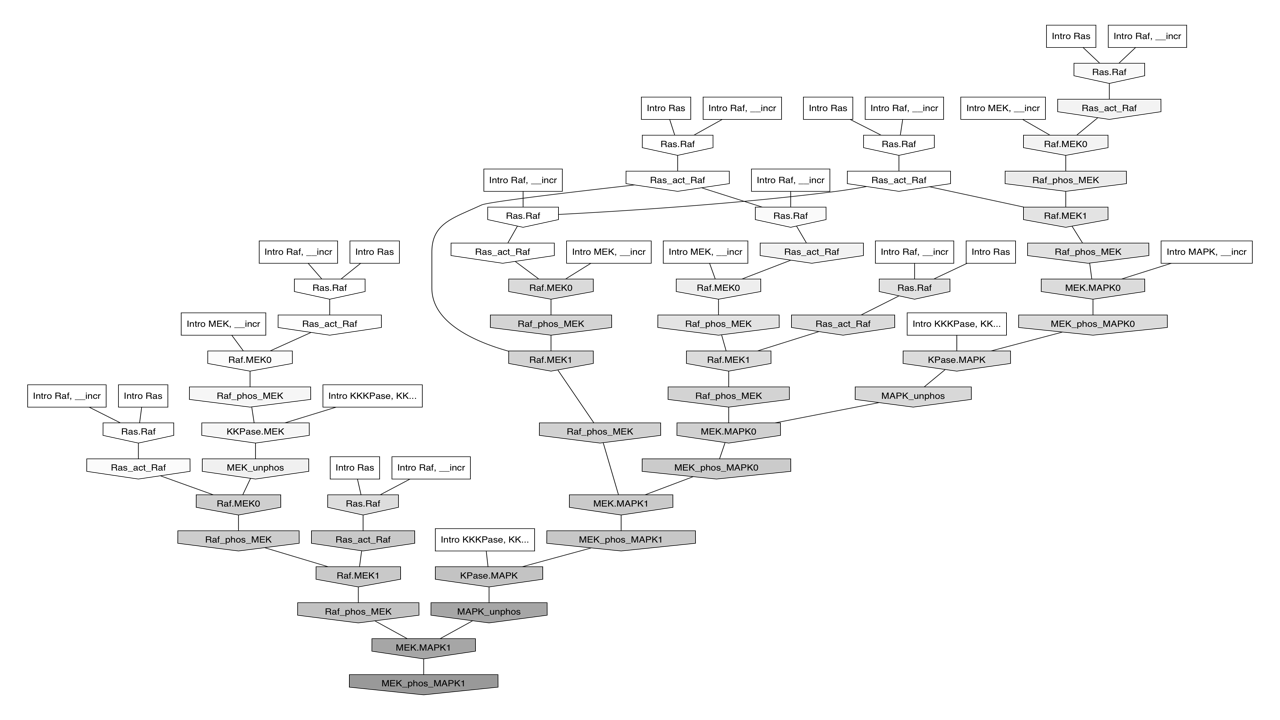 Intro Ras
Intro Raf, __incr
Ras.Raf
Intro Ras
Intro Raf, __incr
Intro Ras
Intro Raf, __incr
Intro MEK, __incr
Ras_act_Raf
Ras.Raf
Ras.Raf
Raf.MEK0
Intro Raf, __incr
Ras_act_Raf
Intro Raf, __incr
Ras_act_Raf
Raf_phos_MEK
Ras.Raf
Ras.Raf
Raf.MEK1
Intro Raf, __incr
Intro Ras
Ras_act_Raf
Intro MEK, __incr
Intro MEK, __incr
Ras_act_Raf
Intro Raf, __incr
Intro Ras
Raf_phos_MEK
Intro MAPK, __incr
Ras.Raf
Raf.MEK0
Raf.MEK0
Ras.Raf
MEK.MAPK0
Intro MEK, __incr
Ras_act_Raf
Raf_phos_MEK
Raf_phos_MEK
Ras_act_Raf
Intro KKKPase, KK...
MEK_phos_MAPK0
Raf.MEK0
Raf.MEK1
Raf.MEK1
KPase.MAPK
Intro Raf, __incr
Intro Ras
Raf_phos_MEK
Intro KKKPase, KK...
Raf_phos_MEK
MAPK_unphos
Ras.Raf
KKPase.MEK
Raf_phos_MEK
MEK.MAPK0
Ras_act_Raf
MEK_unphos
Intro Ras
Intro Raf, __incr
MEK_phos_MAPK0
Raf.MEK0
Ras.Raf
MEK.MAPK1
Raf_phos_MEK
Ras_act_Raf
Intro KKKPase, KK...
MEK_phos_MAPK1
Raf.MEK1
KPase.MAPK
Raf_phos_MEK
MAPK_unphos
MEK.MAPK1
MEK_phos_MAPK1